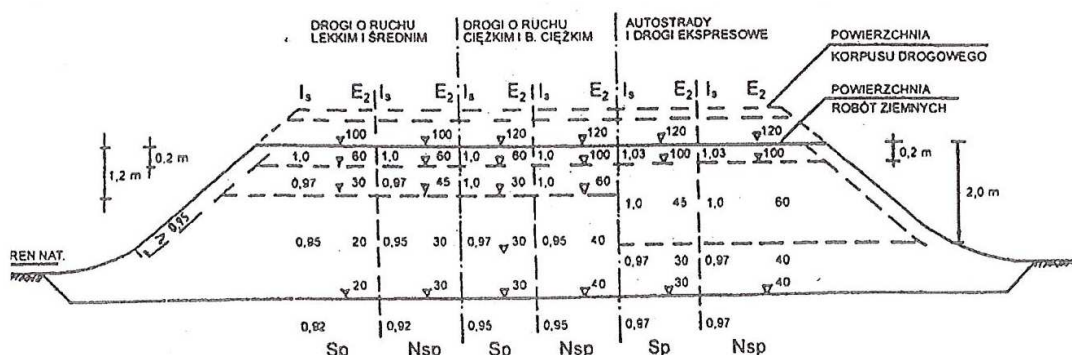 DROGI O RUCHU
LEKKIM I ŚREDNIM
DROGI O RUCHU
CIĘŻKIM I B. CIĘŻKIM
AUTOSTRADY
I DROGI EKSPRESOWE
POWIERZCHNIA
KORPUSU DROGOWEGO
POWIERZCHNIA
ROBÓT ZIEMNYCH
Is E2 Is E2 Is E2 Is E2 Is E2 Is E2
100 100 120 120 120 120
1,2 m 0,2 m 1,0 60 1,0 60 1,0 60 1,0 100 1,03 100 1,03 100 0,2 m
0,97 30 0,97 45 1,0 30 1,0 60
2,0 m
1,0 45 1,0 60
≥ 0,95
0,95 20 0,95 30 0,97 30 0,95 40
REN NAT.
0,97 30 0,97 40
20 30 30 40 30 40
0,92 0,92 0,95 0,95 0,97 0,97
Sp Nsp Sp Nsp Sp Nsp